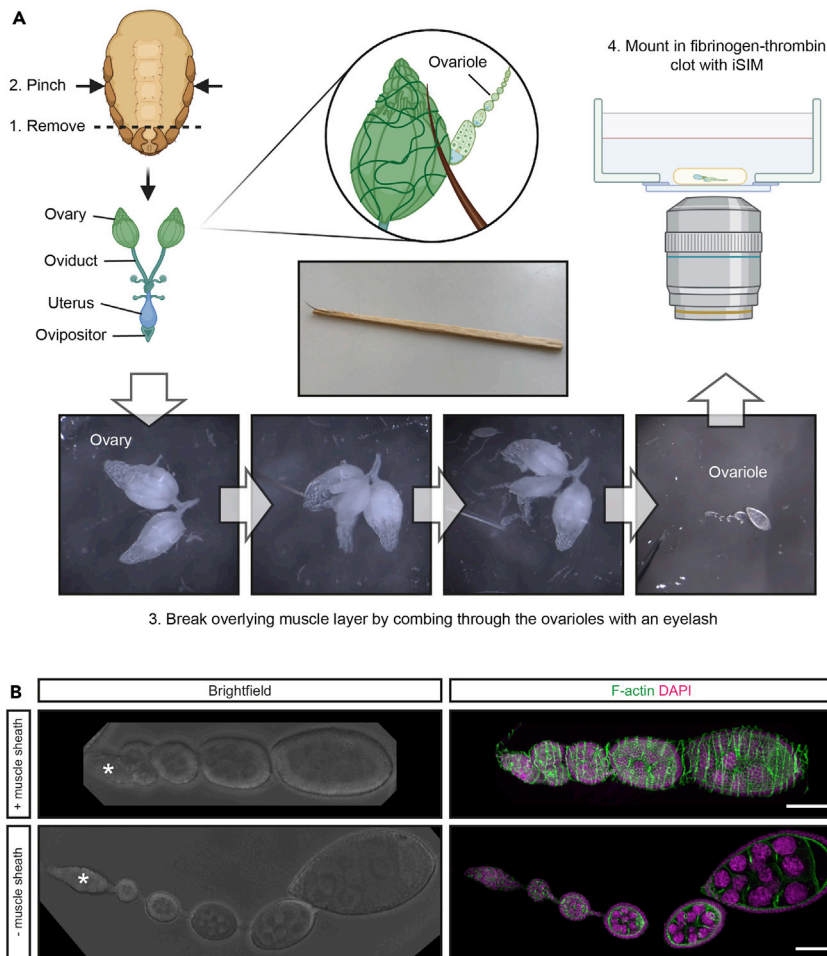 A
2. Pinch
1. Remove
Ovariole
4. Mount in fibrinogen-thrombin
clot with iSIM
Ovary
Oviduct
Uterus
Ovipositor
Ovary
Ovariole
3. Break overlying muscle layer by combing through the ovarioles with an eyelash
B
Brightfield
F-actin DAPI
+ muscle sheath
*
- muscle sheath
*